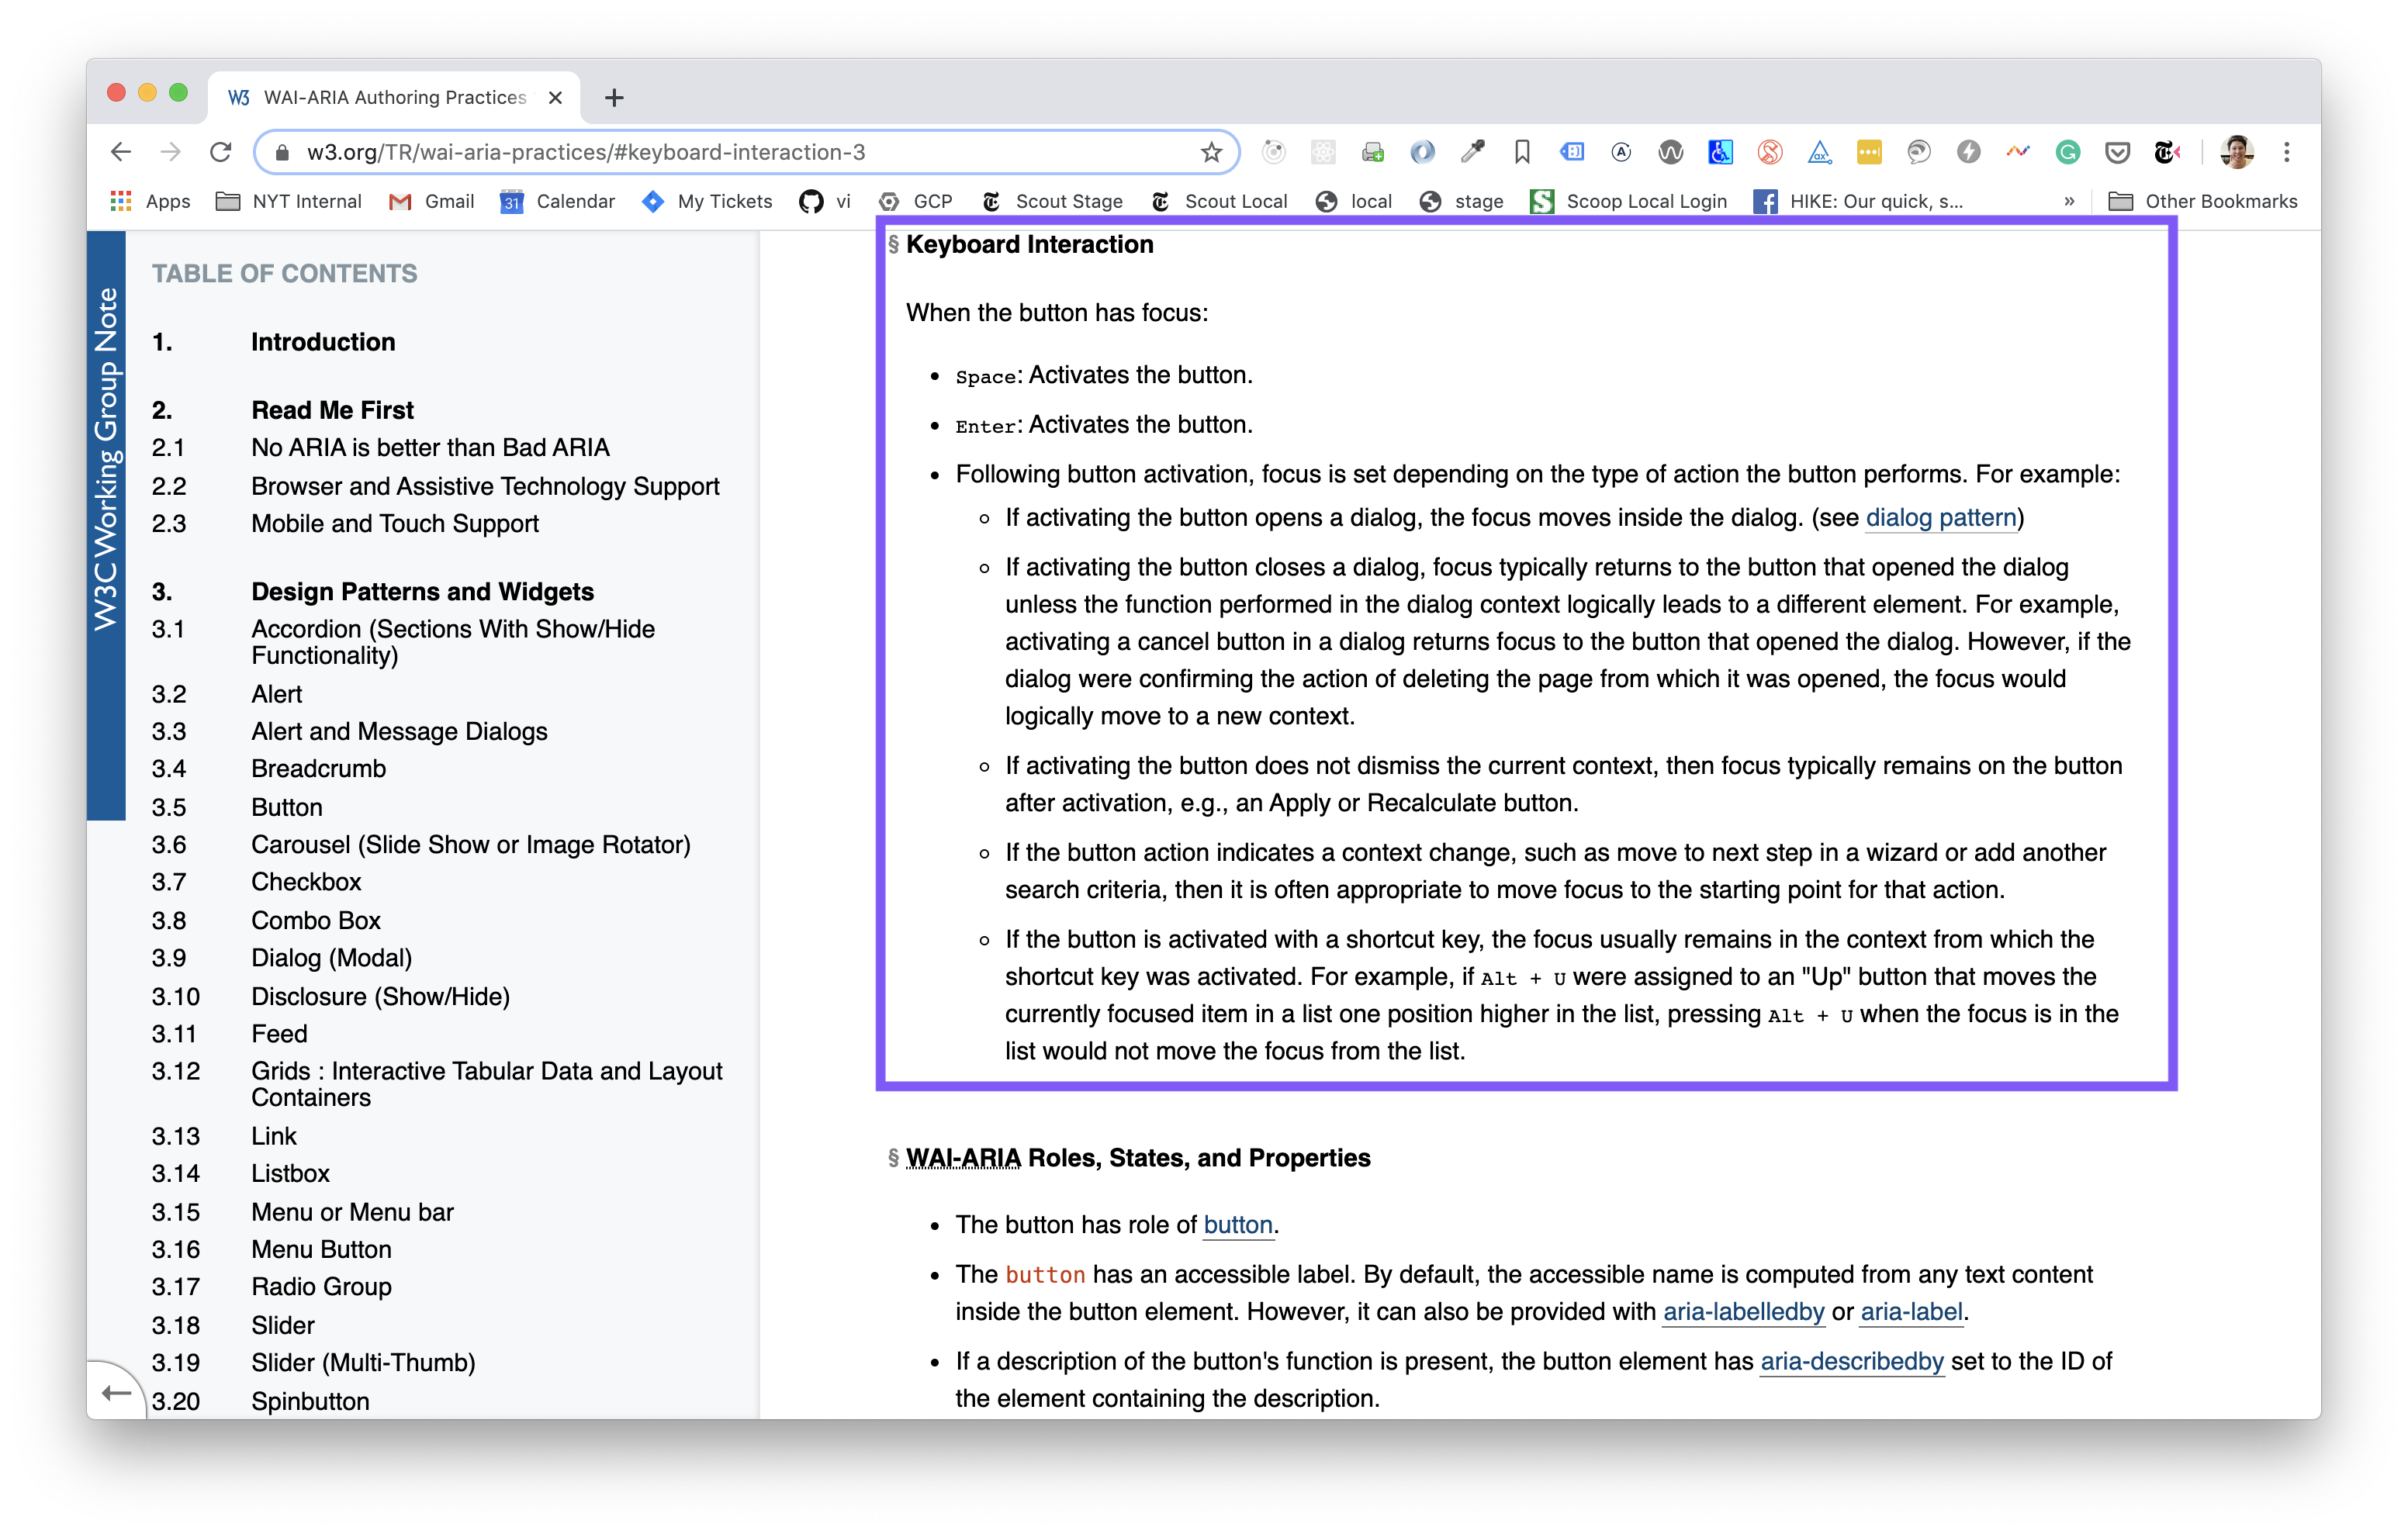 W3 WAI-ARIA Authoring Practices
w3.org/TR/wai-aria-practices/#keyboard-interaction-3
Apps NYT Internal Gmail 31 Calendar My Tickets vi GCP Scout Stage Scout Local local stage Scoop Local Login HIKE: Our quick, s... » Other Bookmarks
W3C Working Group Note
TABLE OF CONTENTS
1. Introduction
2. Read Me First
2.1 No ARIA is better than Bad ARIA
2.2 Browser and Assistive Technology Support
2.3 Mobile and Touch Support
3. Design Patterns and Widgets
3.1 Accordion (Sections With Show/Hide
Functionality)
3.2 Alert
3.3 Alert and Message Dialogs
3.4 Breadcrumb
3.5 Button
3.6 Carousel (Slide Show or Image Rotator)
3.7 Checkbox
3.8 Combo Box
3.9 Dialog (Modal)
3.10 Disclosure (Show/Hide)
3.11 Feed
3.12 Grids : Interactive Tabular Data and Layout
Containers
3.13 Link
3.14 Listbox
3.15 Menu or Menu bar
3.16 Menu Button
3.17 Radio Group
3.18 Slider
3.19 Slider (Multi-Thumb)
3.20 Spinbutton
§ Keyboard Interaction
When the button has focus:
• Space: Activates the button.
• Enter: Activates the button.
• Following button activation, focus is set depending on the type of action the button performs. For example:
◦ If activating the button opens a dialog, the focus moves inside the dialog. (see dialog pattern)
◦ If activating the button closes a dialog, focus typically returns to the button that opened the dialog
unless the function performed in the dialog context logically leads to a different element. For example,
activating a cancel button in a dialog returns focus to the button that opened the dialog. However, if the
dialog were confirming the action of deleting the page from which it was opened, the focus would
logically move to a new context.
◦ If activating the button does not dismiss the current context, then focus typically remains on the button
after activation, e.g., an Apply or Recalculate button.
◦ If the button action indicates a context change, such as move to next step in a wizard or add another
search criteria, then it is often appropriate to move focus to the starting point for that action.
◦ If the button is activated with a shortcut key, the focus usually remains in the context from which the
shortcut key was activated. For example, if Alt + U were assigned to an "Up" button that moves the
currently focused item in a list one position higher in the list, pressing Alt + U when the focus is in the
list would not move the focus from the list.
§ WAI-ARIA Roles, States, and Properties
• The button has role of button.
• The button has an accessible label. By default, the accessible name is computed from any text content
inside the button element. However, it can also be provided with aria-labelledby or aria-label.
• If a description of the button's function is present, the button element has aria-describedby set to the ID of
the element containing the description.